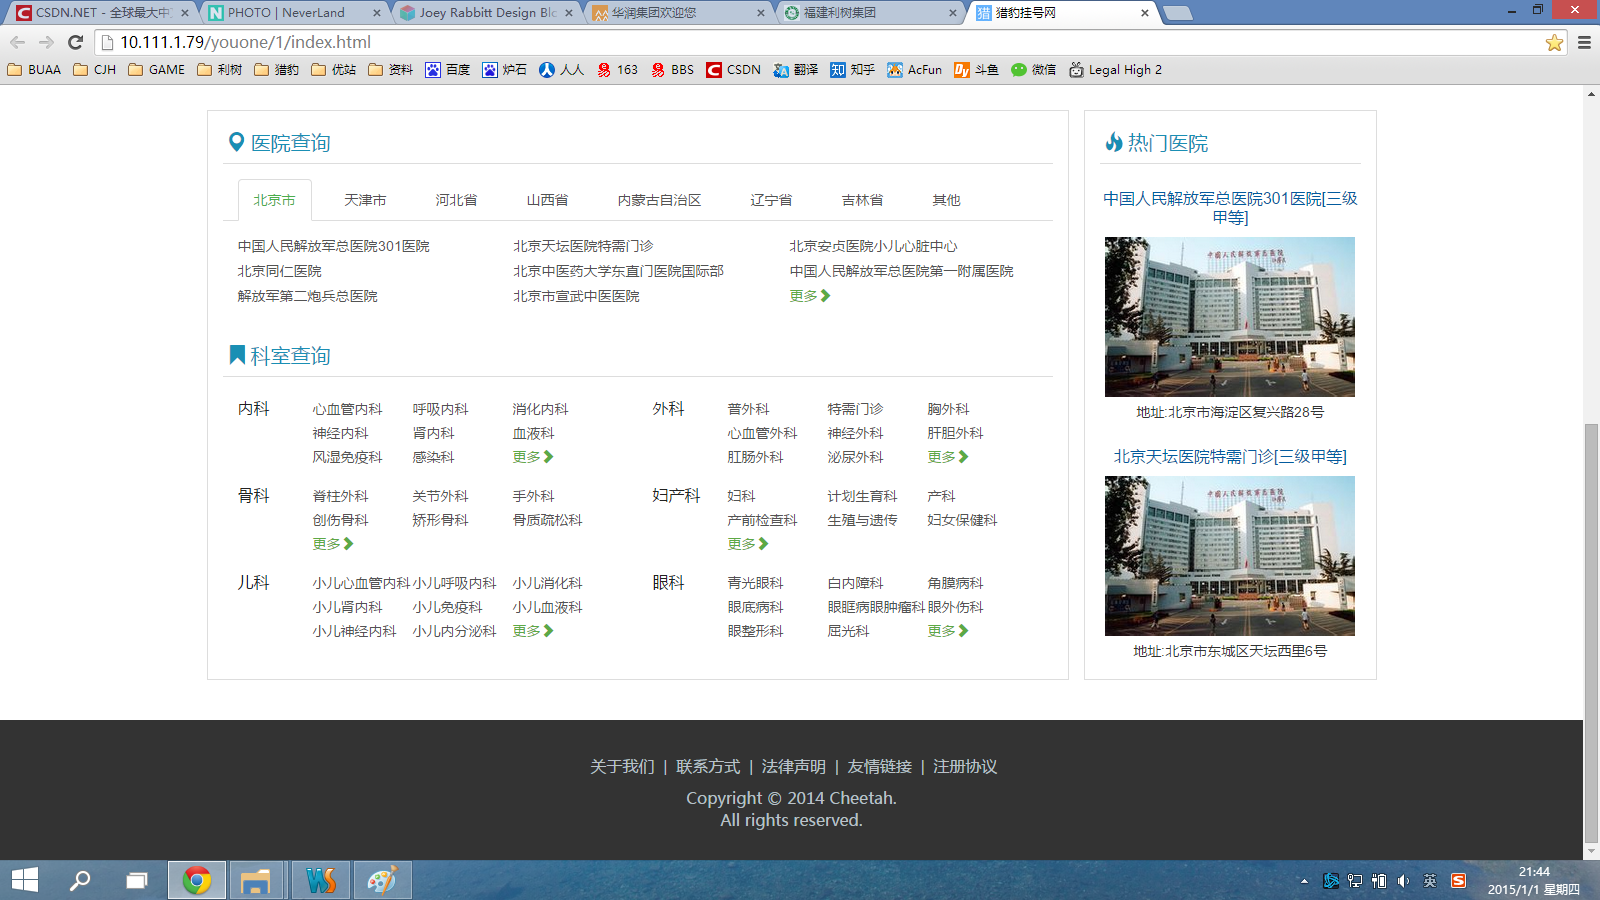 CSDN.NET - 全球最大中
PHOTO | NeverLand
Joey Rabbitt Design Blo
华润集团欢迎您
福建利树集团
猎豹挂号网
10.111.1.79/youone/1/index.html
BUAA CJH GAME 利树 猎豹 优站 资料 百度 炉石 人人 163 BBS CSDN 翻译 知乎 AcFun 斗鱼 微信 Legal High 2
医院查询
北京市 天津市 河北省 山西省 内蒙古自治区 辽宁省 吉林省 其他
中国人民解放军总医院301医院 北京天坛医院特需门诊 北京安贞医院小儿心脏中心
北京同仁医院 北京中医药大学东直门医院国际部 中国人民解放军总医院第一附属医院
解放军第二炮兵总医院 北京市宣武中医医院 更多
科室查询
内科 心血管内科 呼吸内科 消化内科 外科 普外科 特需门诊 胸外科
神经内科 肾内科 血液科 心血管外科 神经外科 肝胆外科
风湿免疫科 感染科 更多 肛肠外科 泌尿外科 更多
骨科 脊柱外科 关节外科 手外科 妇产科 妇科 计划生育科 产科
创伤骨科 矫形骨科 骨质疏松科 产前检查科 生殖与遗传 妇女保健科
更多 更多
儿科 小儿心血管内科 小儿呼吸内科 小儿消化科 眼科 青光眼科 白内障科 角膜病科
小儿肾内科 小儿免疫科 小儿血液科 眼底病科 眼眶病眼肿瘤科 眼外伤科
小儿神经内科 小儿内分泌科 更多 眼整形科 屈光科 更多
热门医院
中国人民解放军总医院301医院[三级
甲等]
地址:北京市海淀区复兴路28号
北京天坛医院特需门诊[三级甲等]
地址:北京市东城区天坛西里6号
关于我们 | 联系方式 | 法律声明 | 友情链接 | 注册协议
Copyright © 2014 Cheetah.
All rights reserved.
英
21:44
2015/1/1 星期四